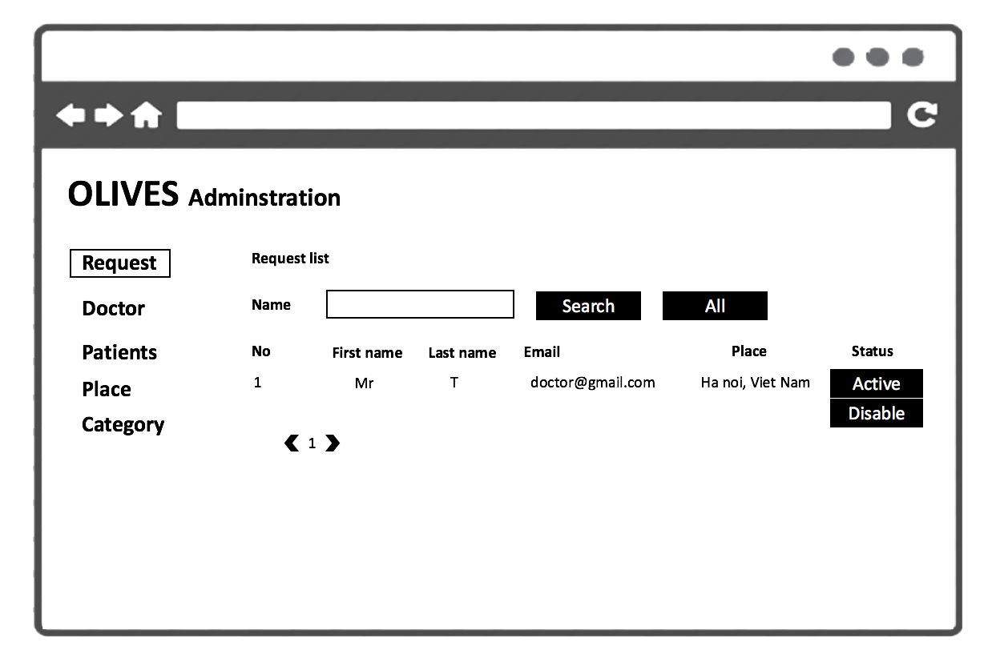 OLIVES Adminstration
Request
Request list
Doctor
Name
Search
All
Patients
No
First name
Last name
Email
Place
Status
Place
1
Mr
T
doctor@gmail.com
Ha noi, Viet Nam
Active
Disable
Category
1